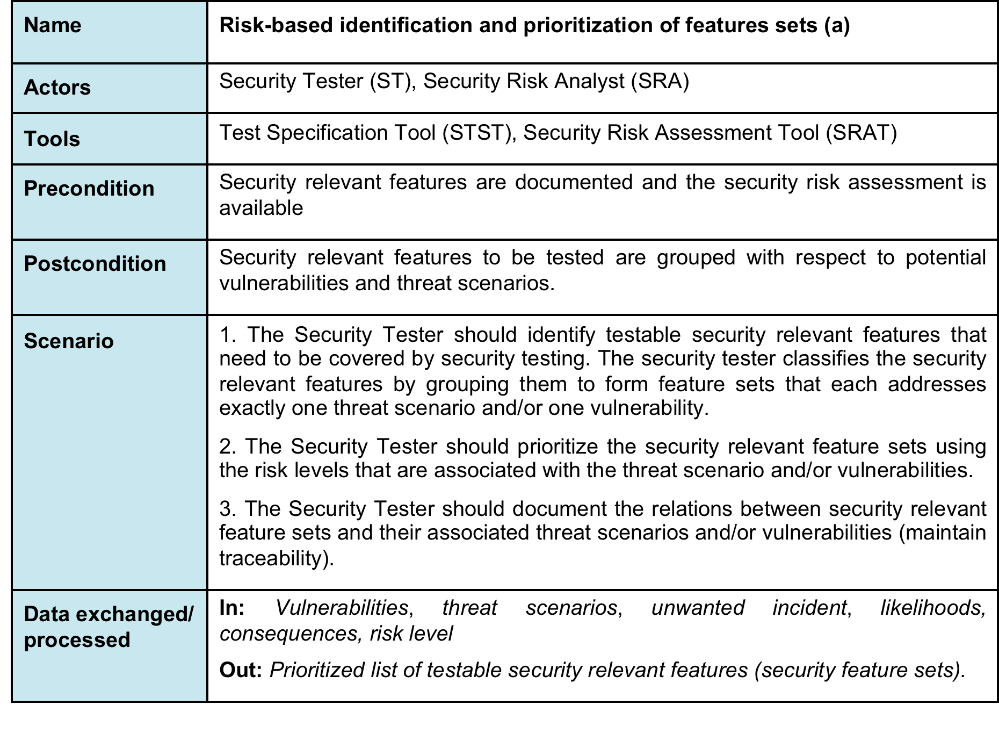 Name
Risk-based identification and prioritization of features sets (a)
Actors
Security Tester (ST), Security Risk Analyst (SRA)
Tools
Test Specification Tool (STST), Security Risk Assessment Tool (SRAT)
Precondition
Security relevant features are documented and the security risk assessment is
available
Postcondition
Security relevant features to be tested are grouped with respect to potential
vulnerabilities and threat scenarios.
Scenario
1. The Security Tester should identify testable security relevant features that
need to be covered by security testing. The security tester classifies the security
relevant features by grouping them to form feature sets that each addresses
exactly one threat scenario and/or one vulnerability.
2. The Security Tester should prioritize the security relevant feature sets using
the risk levels that are associated with the threat scenario and/or vulnerabilities.
3. The Security Tester should document the relations between security relevant
feature sets and their associated threat scenarios and/or vulnerabilities (maintain
traceability).
Data exchanged/
processed
In: Vulnerabilities, threat scenarios, unwanted incident, likelihoods,
consequences, risk level
Out: Prioritized list of testable security relevant features (security feature sets).